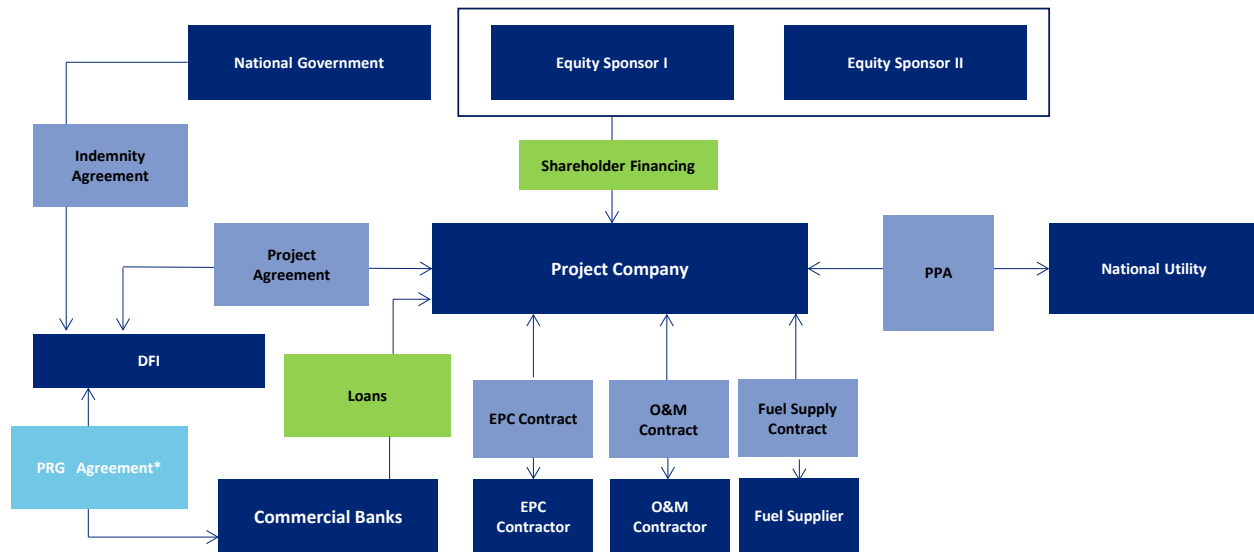 National Government
Equity Sponsor I
Equity Sponsor II
Indemnity
Agreement
Shareholder Financing
Project
Agreement
Project Company
PPA
National Utility
DFI
Loans
EPC Contract
O&M
Contract
Fuel Supply
Contract
PRG Agreement*
Commercial Banks
EPC
Contractor
O&M
Contractor
Fuel Supplier